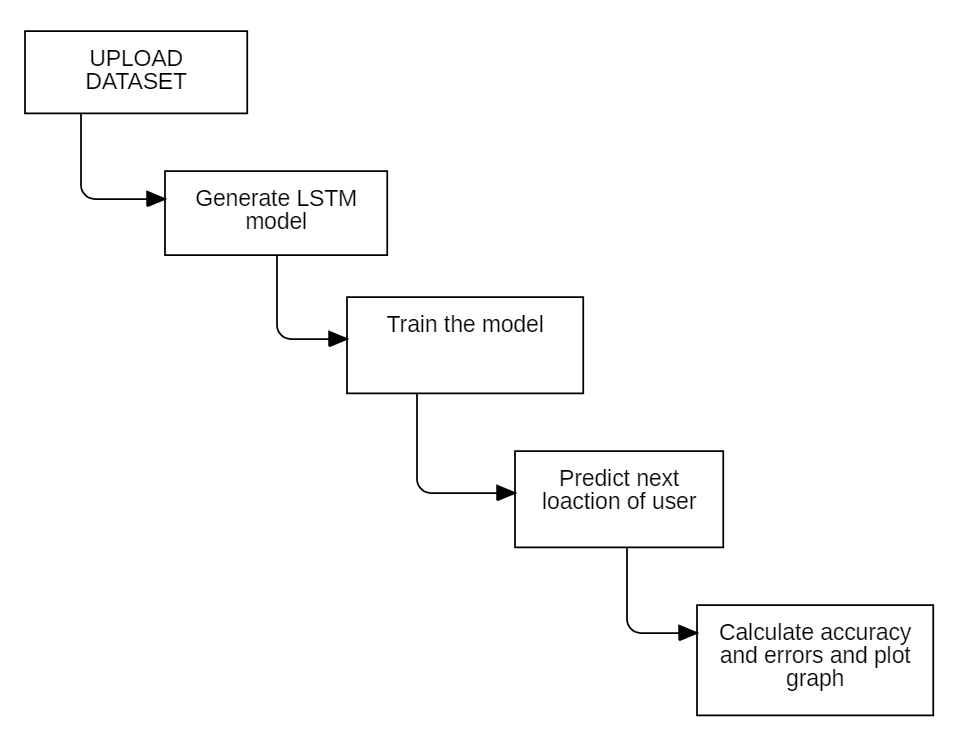 UPLOAD
DATASET
Generate LSTM
model
Train the model
Predict next
loaction of user
Calculate accuracy
and errors and plot
graph